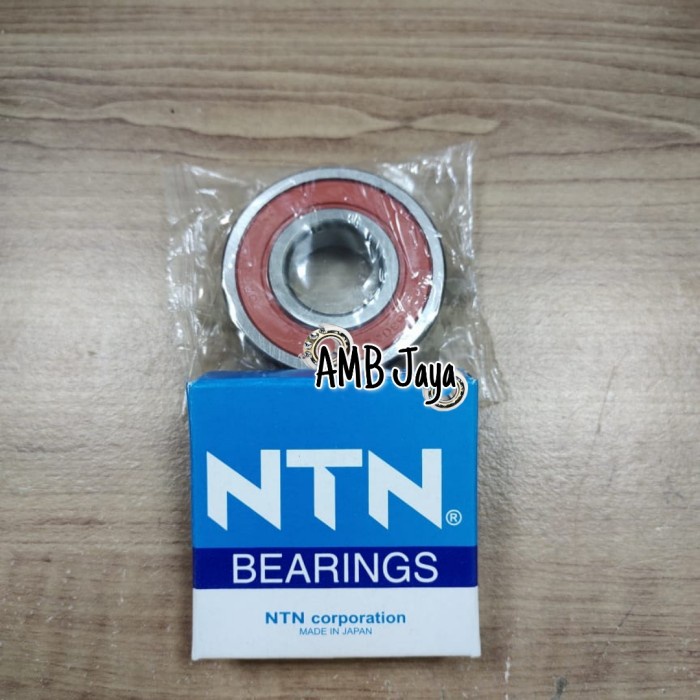 AMB Jaya
NTN®
BEARINGS
NTN corporation
MADE IN JAPAN